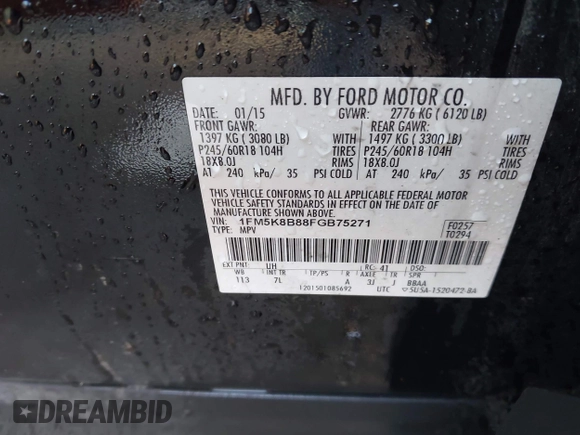 MFD. BY FORD MOTOR CO.
DATE: 01/15 GVWR: 2776 KG ( 6120 LB)
FRONT GAWR: REAR GAWR:
1397 KG ( 3080 LB) WITH 1497 KG ( 3300 LB) WITH
P245/60R18 104H TIRES P245/60R18 104H TIRES
18X8.0J RIMS 18X8.0J RIMS
AT 240 kPa/ 35 PSI COLD AT 240 kPa/ 35 PSI COLD
THIS VEHICLE CONFORMS TO ALL APPLICABLE FEDERAL MOTOR
VEHICLE SAFETY STANDARDS IN EFFECT ON THE DATE OF
MANUFACTURE SHOWN ABOVE.
VIN: 1FM5K8B88FGB75271 F0257
TYPE: MPV T0294
EXT PNT: UH RC: 41 DSO:
WB INT TR TP/PS R AXLE TR SPR
113 7L A 3J J BBAA
1201501085692 UTC 5U5A-1520472-BA
DREAMBID